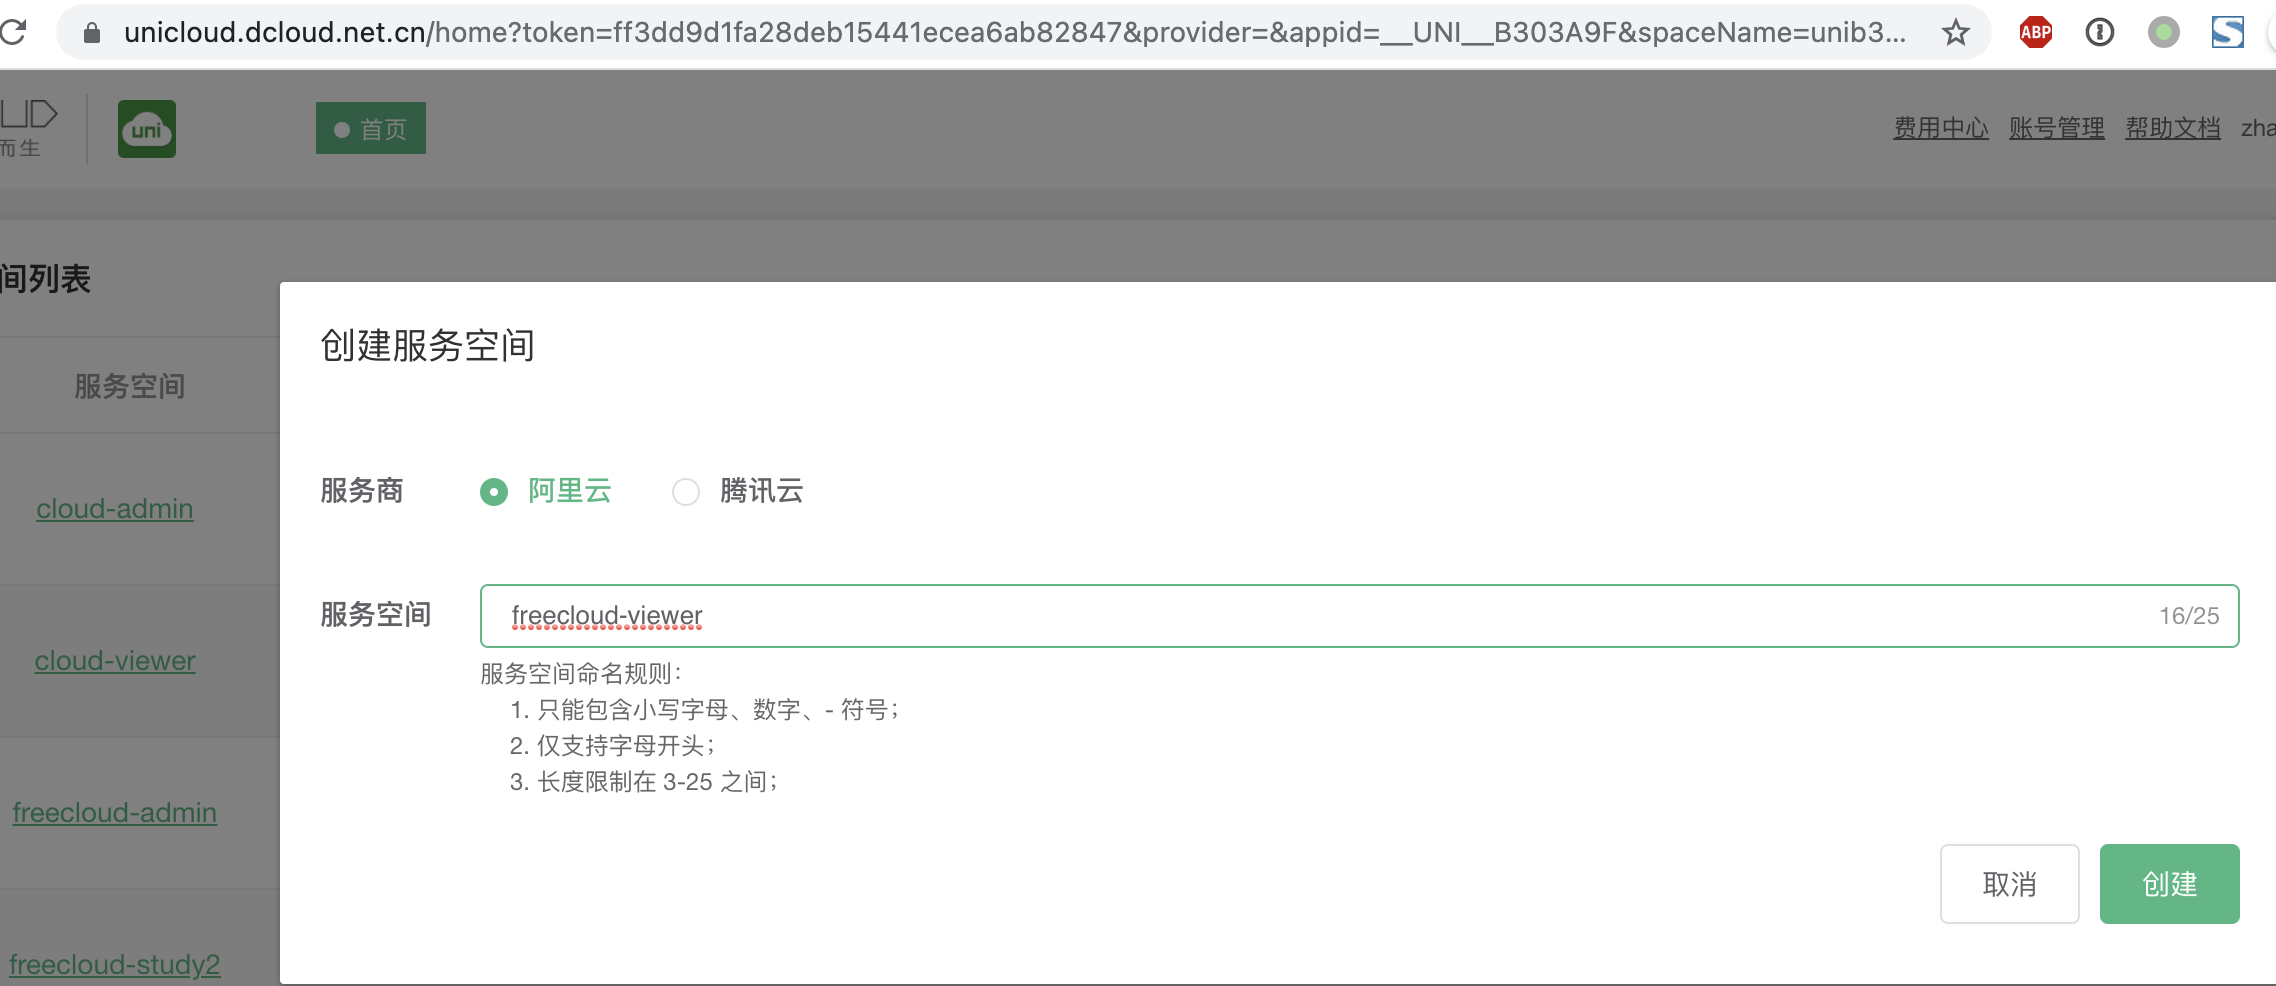 unicloud.dcloud.net.cn/home?token=ff3dd9d1fa28deb15441ecea6ab82847&provider=&appid=__UNI__B303A9F&spaceName=unib3...
ABP
uni
首页
费用中心 账号管理 帮助文档 zha
而生
间列表
创建服务空间
服务空间
服务商 阿里云 腾讯云
cloud-admin
服务空间 freecloud-viewer 16/25
cloud-viewer
服务空间命名规则：
1. 只能包含小写字母、数字、- 符号；
2. 仅支持字母开头；
3. 长度限制在 3-25 之间；
freecloud-admin
取消 创建
freecloud-study2